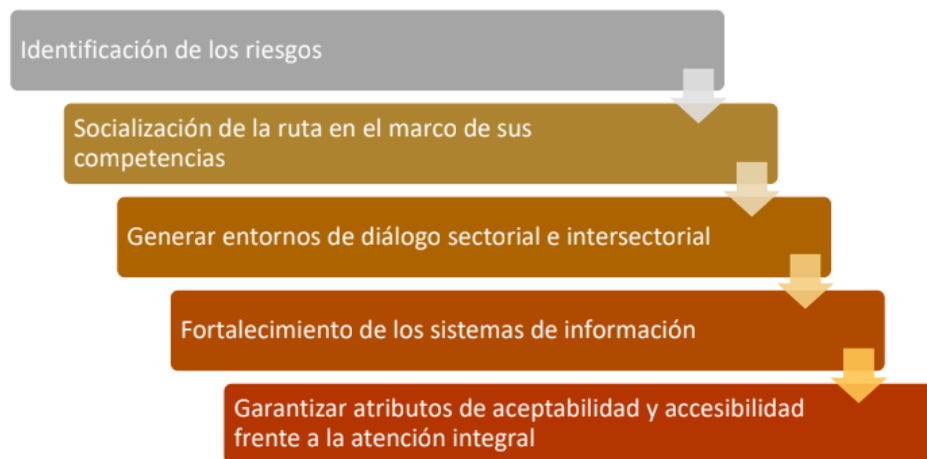 Identificación de los riesgos
Socialización de la ruta en el marco de sus
competencias
Generar entornos de diálogo sectorial e intersectorial
Fortalecimiento de los sistemas de información
Garantizar atributos de aceptabilidad y accesibilidad
frente a la atención integral